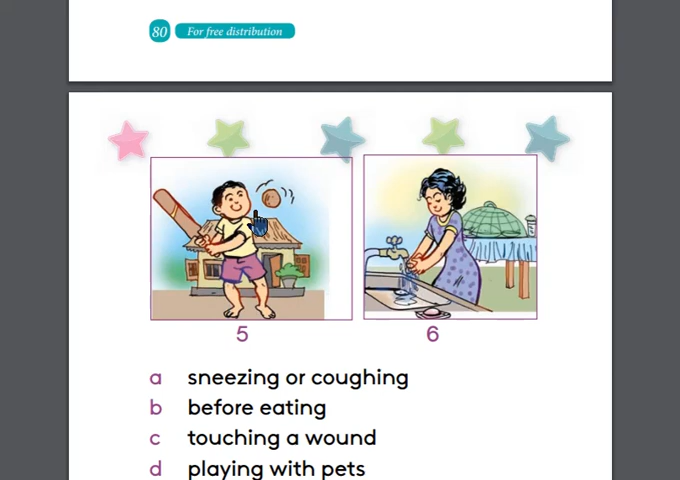 80 For free distribution
5 6
a sneezing or coughing
b before eating
c touching a wound
d playing with pets